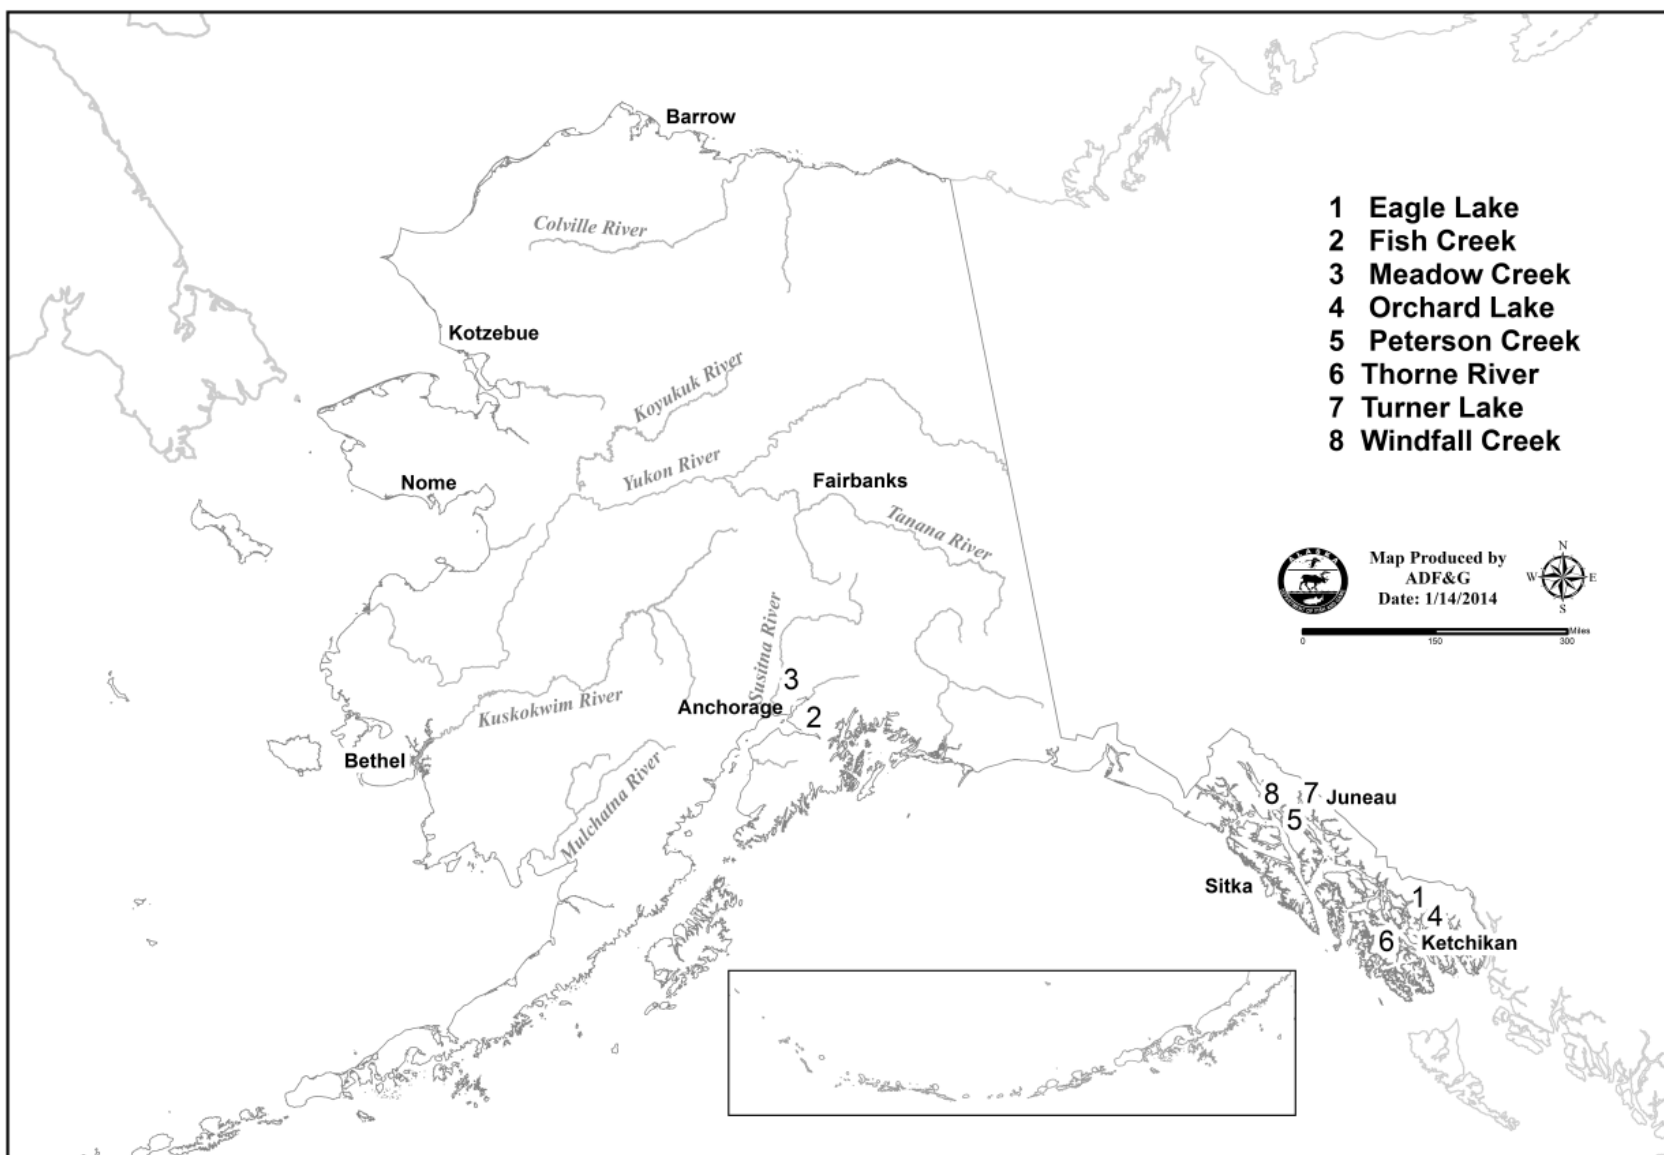 Barrow
Colville River
1 Eagle Lake
2 Fish Creek
3 Meadow Creek
4 Orchard Lake
5 Peterson Creek
6 Thorne River
7 Turner Lake
8 Windfall Creek
Kotzebue
Koyukuk River
Yukon River
Nome
Fairbanks
Tanana River
ALASKA
Map Produced by
ADF&G
Date: 1/14/2014
N
W E
S
Miles
0 150 300
Susitna River
3
Kuskokwim River
Anchorage
2
Bethel
Mulchatna River
8
7
Juneau
5
Sitka
1
4
6
Ketchikan